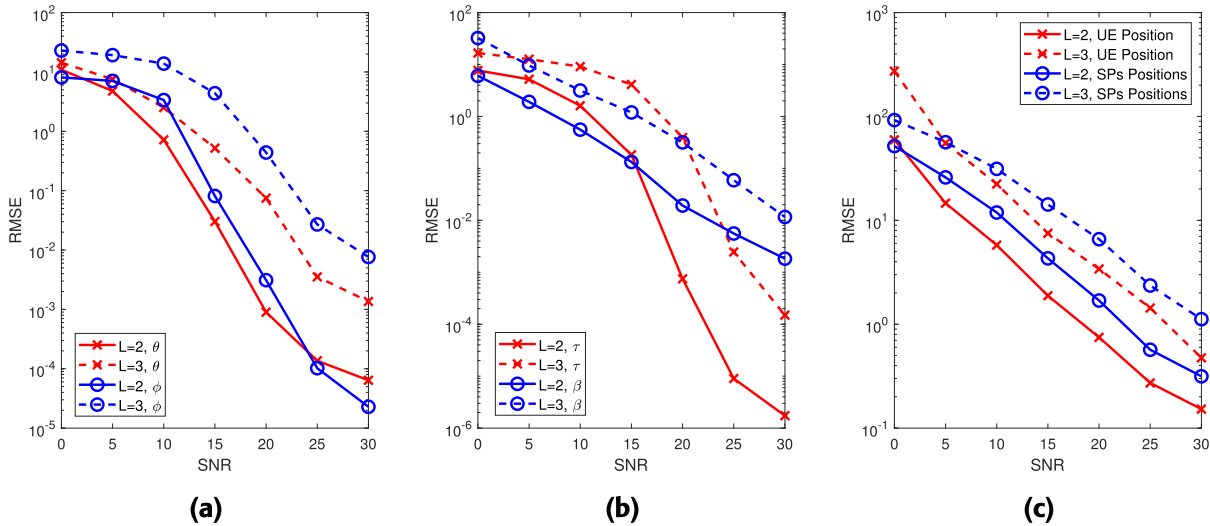 10^2
10^1
10^0
10^-1
10^-2
10^-3
10^-4
10^-5
RMSE
0 5 10 15 20 25 30
SNR
L=2, θ
L=3, θ
L=2, ϕ
L=3, ϕ
(a)
10^2
10^0
10^-2
10^-4
10^-6
RMSE
0 5 10 15 20 25 30
SNR
L=2, τ
L=3, τ
L=2, β
L=3, β
(b)
10^3
10^2
10^1
10^0
10^-1
RMSE
0 5 10 15 20 25 30
SNR
L=2, UE Position
L=3, UE Position
L=2, SPs Positions
L=3, SPs Positions
(c)